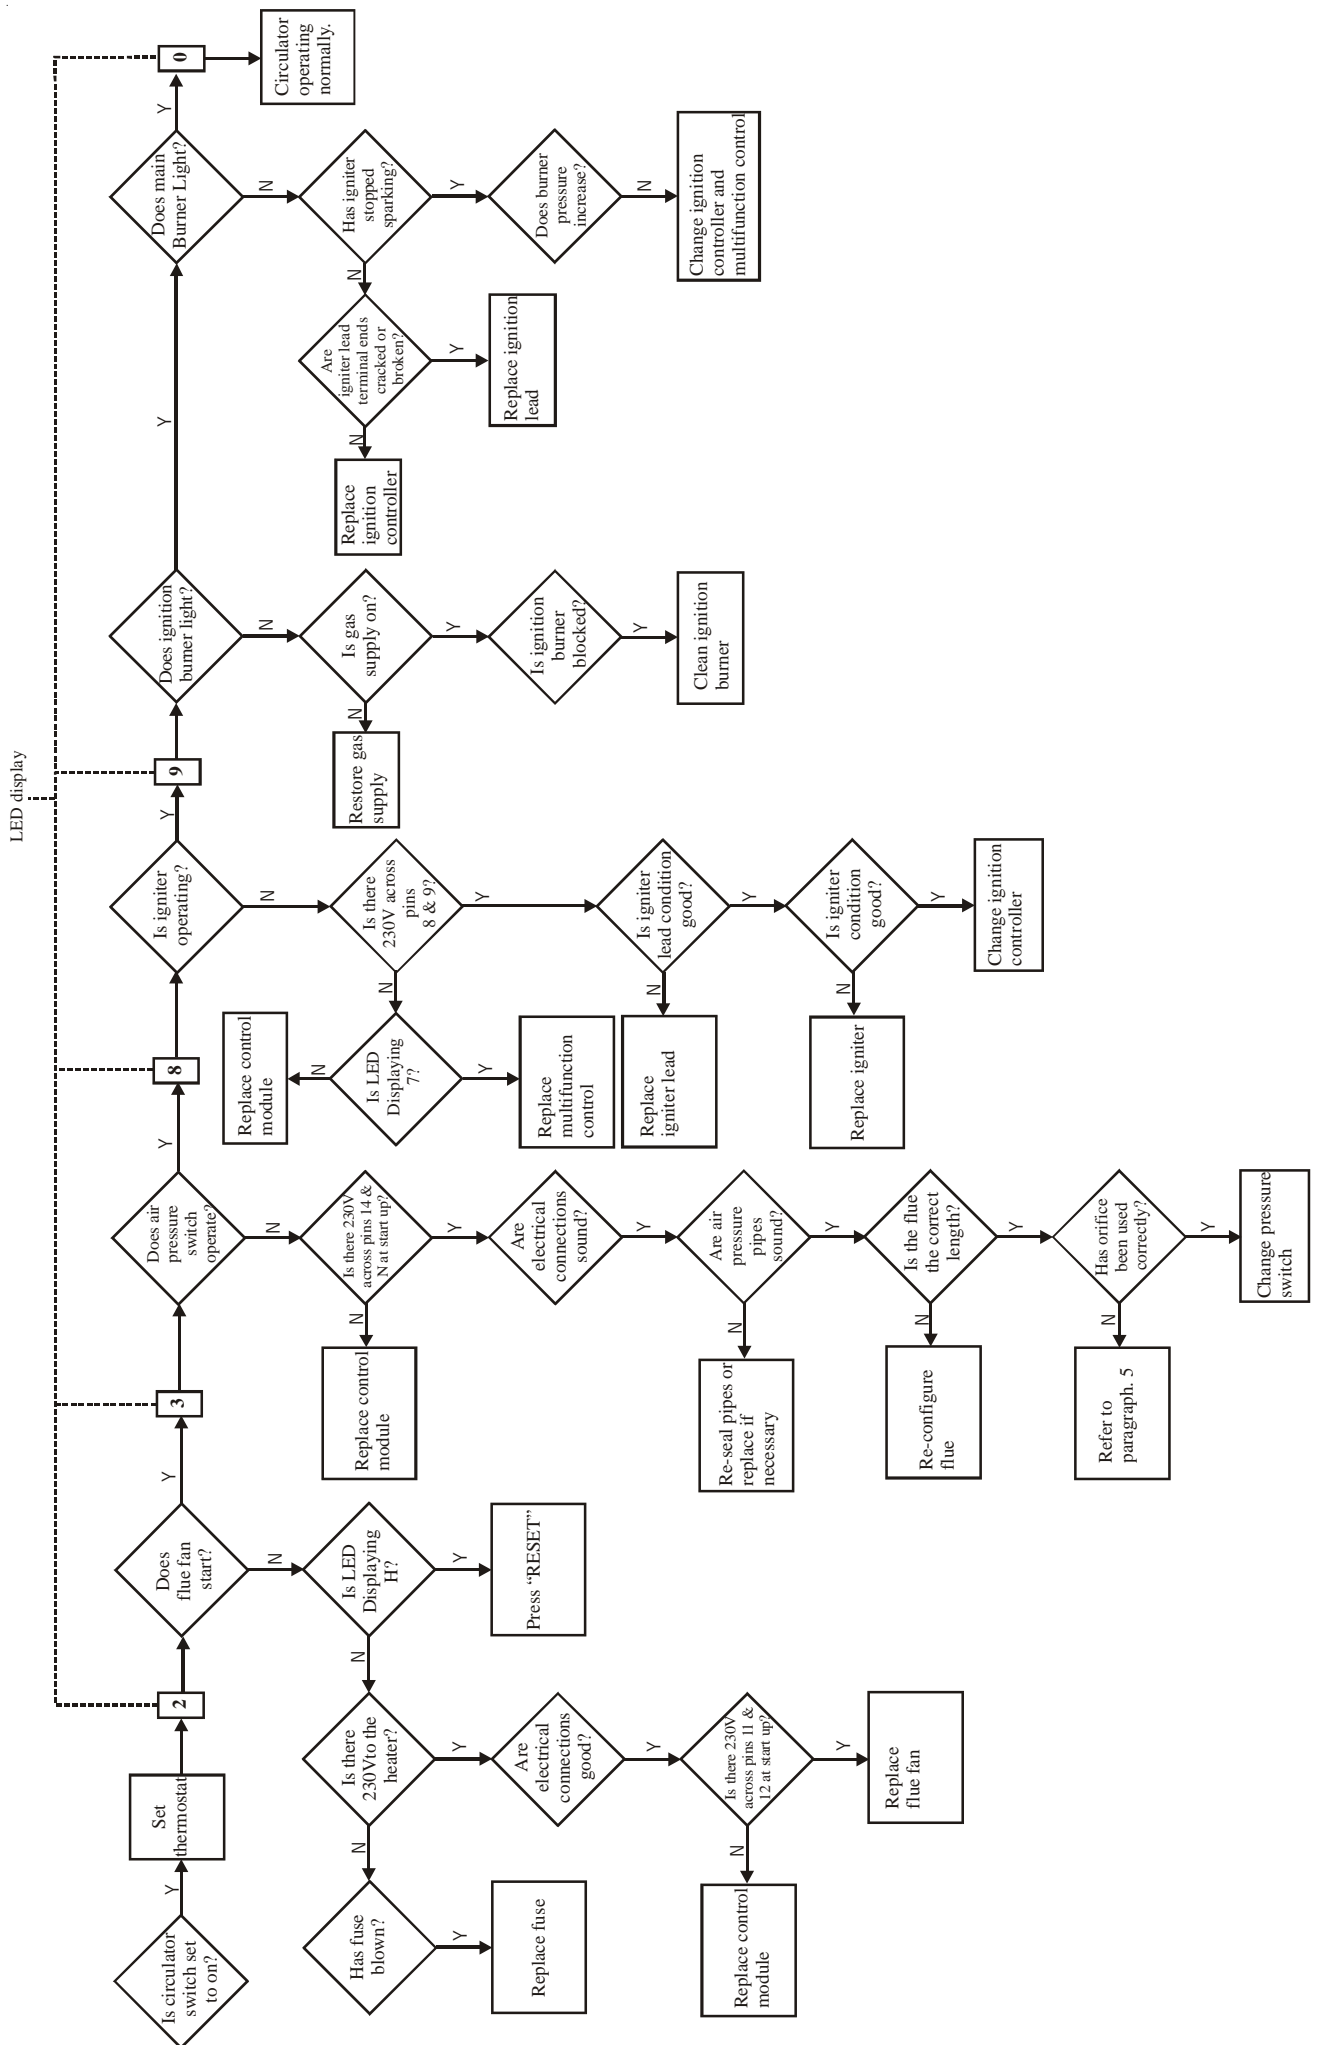 LED display
Is circulator
switch set
to on?
Y
Set
thermostat
2
Does
flue fan
start?
Y
3
Does air
pressure
switch
operate?
Y
8
Is igniter
operating?
Y
9
Does ignition
burner light?
Y
Does main
Burner Light?
Y
0
Circulator
operating
normally.
N
Is LED
Displaying
H?
Y
Press “RESET”
N
Is there
230Vto the
heater?
N
Has fuse
blown?
Y
Replace fuse
Y
Are
electrical
connections
good?
Y
Is there 230V
across pins 11 &
12 at start up?
N
Replace control
module
Y
Replace
flue fan
N
Is there 230V
across pins 14 &
N at start up?
N
Replace control
module
Y
Are
electrical
connections
sound?
Y
Are air
pressure
pipes
sound?
N
Re-seal pipes or
replace if
necessary
Y
Is the flue
the correct
length?
N
Re-configure
flue
Y
Has orifice
been used
correctly?
N
Refer to
paragraph. 5
Y
Change pressure
switch
N
Is there
230V across
pins
8 & 9?
N
Is LED
Displaying
7?
N
Replace control
module
Y
Replace
multifunction
control
Y
Is igniter
lead condition
good?
N
Replace
igniter lead
Y
Is igniter
condition
good?
N
Replace igniter
Y
Change ignition
controller
N
Is gas
supply on?
N
Restore gas
supply
Y
Is ignition
burner
blocked?
Y
Clean ignition
burner
N
Has igniter
stopped
sparking?
N
Are
igniter lead
terminal ends
cracked or
broken?
N
Replace
ignition
controller
Y
Replace ignition
lead
Y
Does burner
pressure
increase?
N
Change ignition
controller and
multifunction control